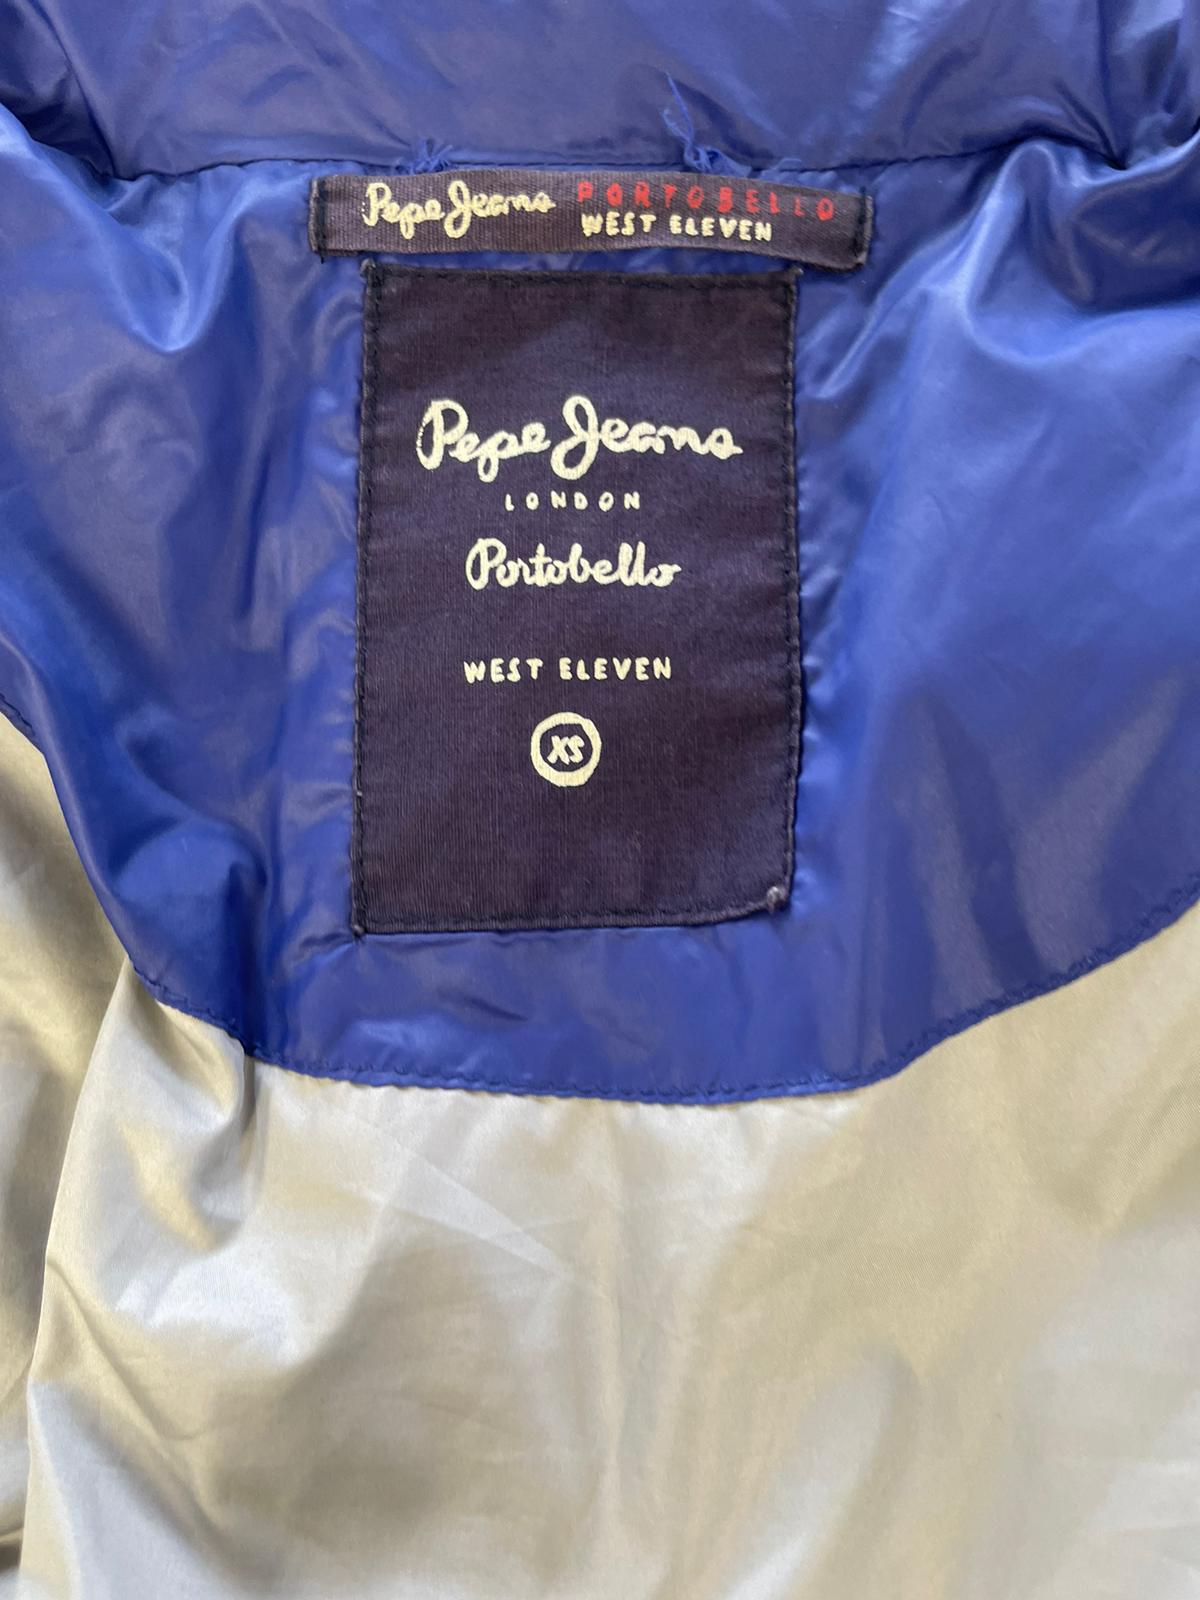 Pepe Jeans PORTOBELLO
WEST ELEVEN
Pepe Jeans
LONDON
Portobello
WEST ELEVEN
XS